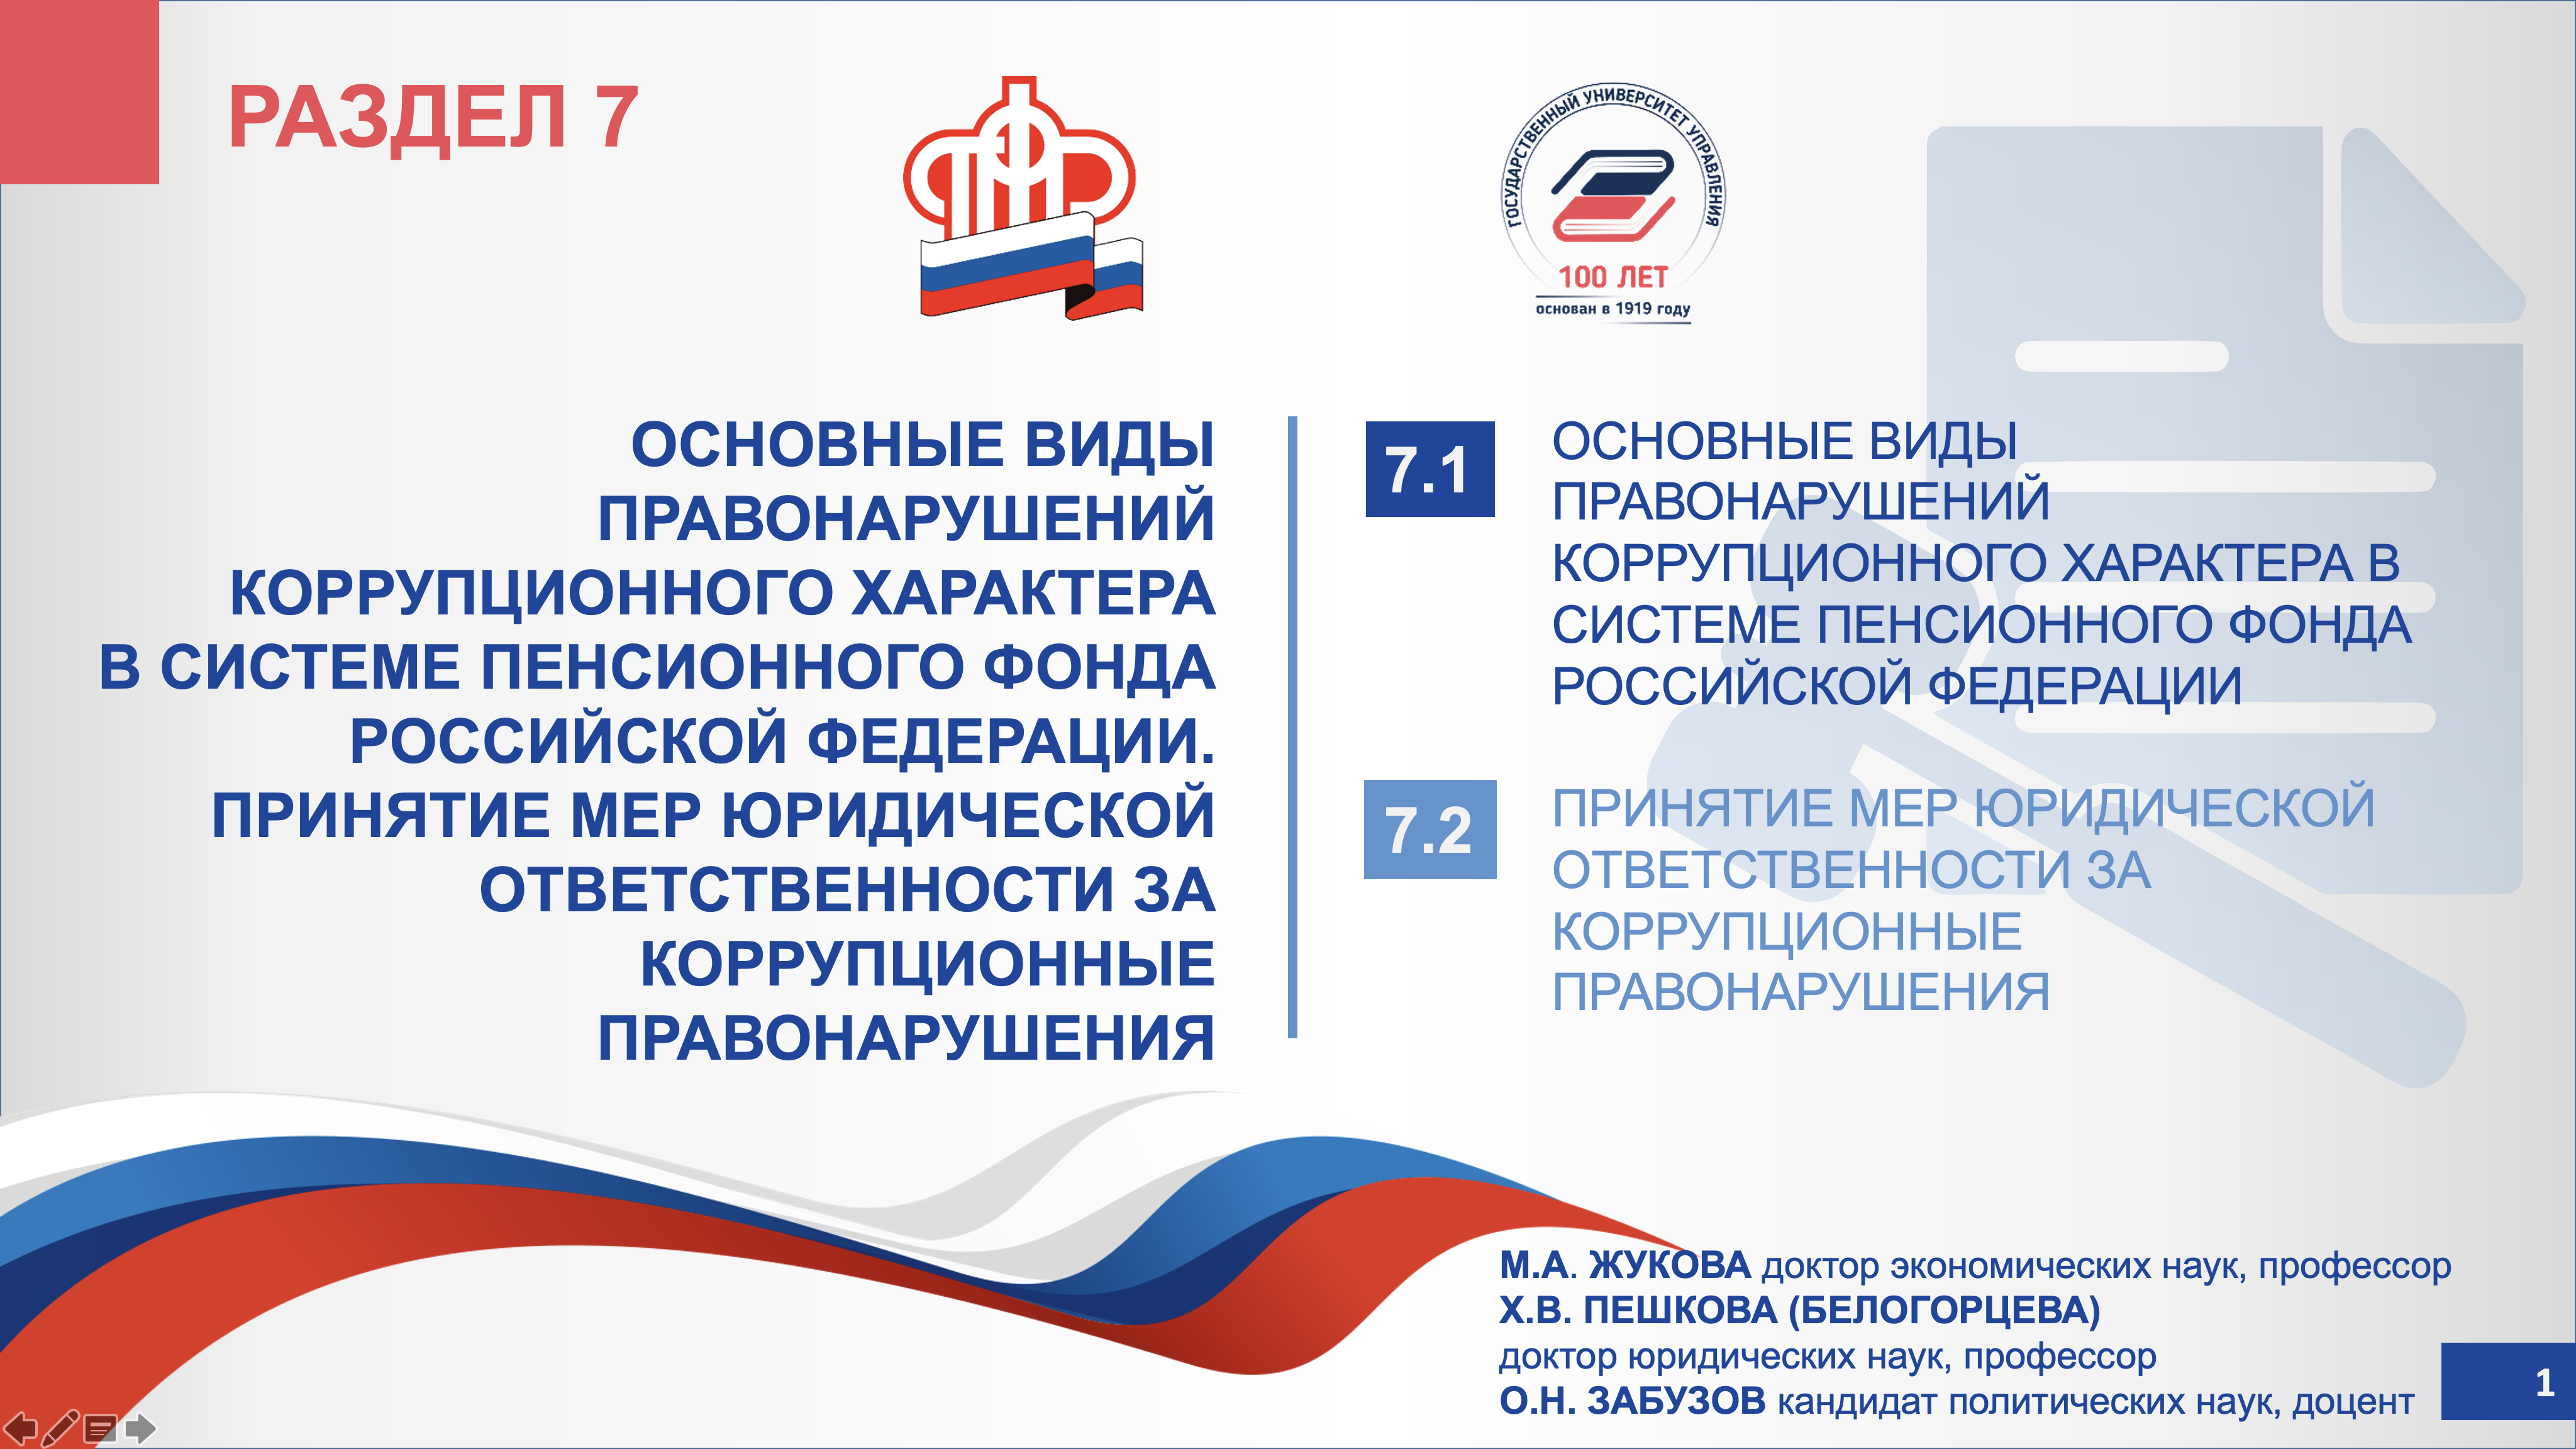 РАЗДЕЛ 7
ПФР
ГОСУДАРСТВЕННЫЙ УНИВЕРСИТЕТ УПРАВЛЕНИЯ
100 ЛЕТ
основан в 1919 году
ОСНОВНЫЕ ВИДЫ
ПРАВОНАРУШЕНИЙ
КОРРУПЦИОННОГО ХАРАКТЕРА
В СИСТЕМЕ ПЕНСИОННОГО ФОНДА
РОССИЙСКОЙ ФЕДЕРАЦИИ.
ПРИНЯТИЕ МЕР ЮРИДИЧЕСКОЙ
ОТВЕТСТВЕННОСТИ ЗА
КОРРУПЦИОННЫЕ
ПРАВОНАРУШЕНИЯ
7.1
ОСНОВНЫЕ ВИДЫ
ПРАВОНАРУШЕНИЙ
КОРРУПЦИОННОГО ХАРАКТЕРА В
СИСТЕМЕ ПЕНСИОННОГО ФОНДА
РОССИЙСКОЙ ФЕДЕРАЦИИ
7.2
ПРИНЯТИЕ МЕР ЮРИДИЧЕСКОЙ
ОТВЕТСТВЕННОСТИ ЗА
КОРРУПЦИОННЫЕ
ПРАВОНАРУШЕНИЯ
М.А. ЖУКОВА доктор экономических наук, профессор
Х.В. ПЕШКОВА (БЕЛОГОРЦЕВА)
доктор юридических наук, профессор
О.Н. ЗАБУЗОВ кандидат политических наук, доцент
1